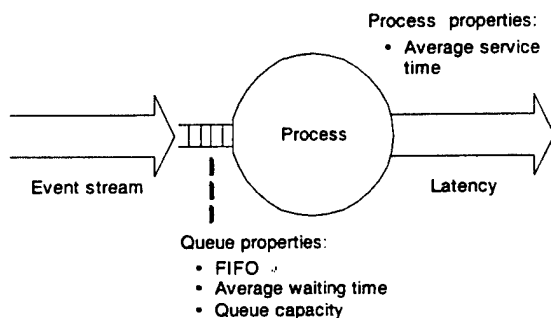 Process properties:
• Average service
time
Process
Event stream
Latency
Queue properties:
• FIFO
• Average waiting time
• Queue capacity